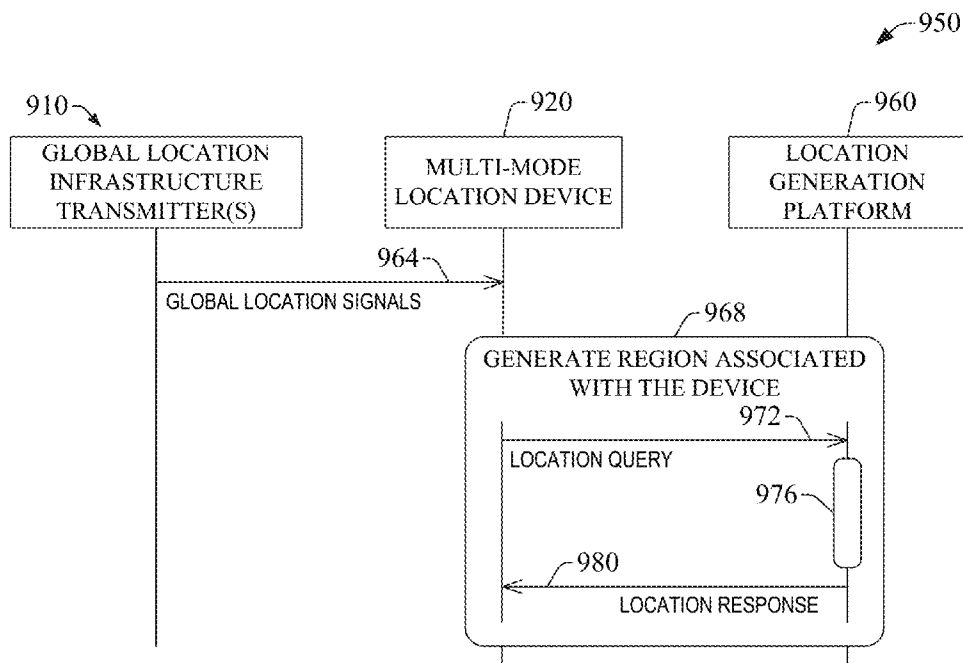 950
910
920
960
GLOBAL LOCATION
INFRASTRUCTURE
TRANSMITTER(S)
MULTI-MODE
LOCATION DEVICE
LOCATION
GENERATION
PLATFORM
964
GLOBAL LOCATION SIGNALS
968
GENERATE REGION ASSOCIATED
WITH THE DEVICE
972
LOCATION QUERY
976
980
LOCATION RESPONSE